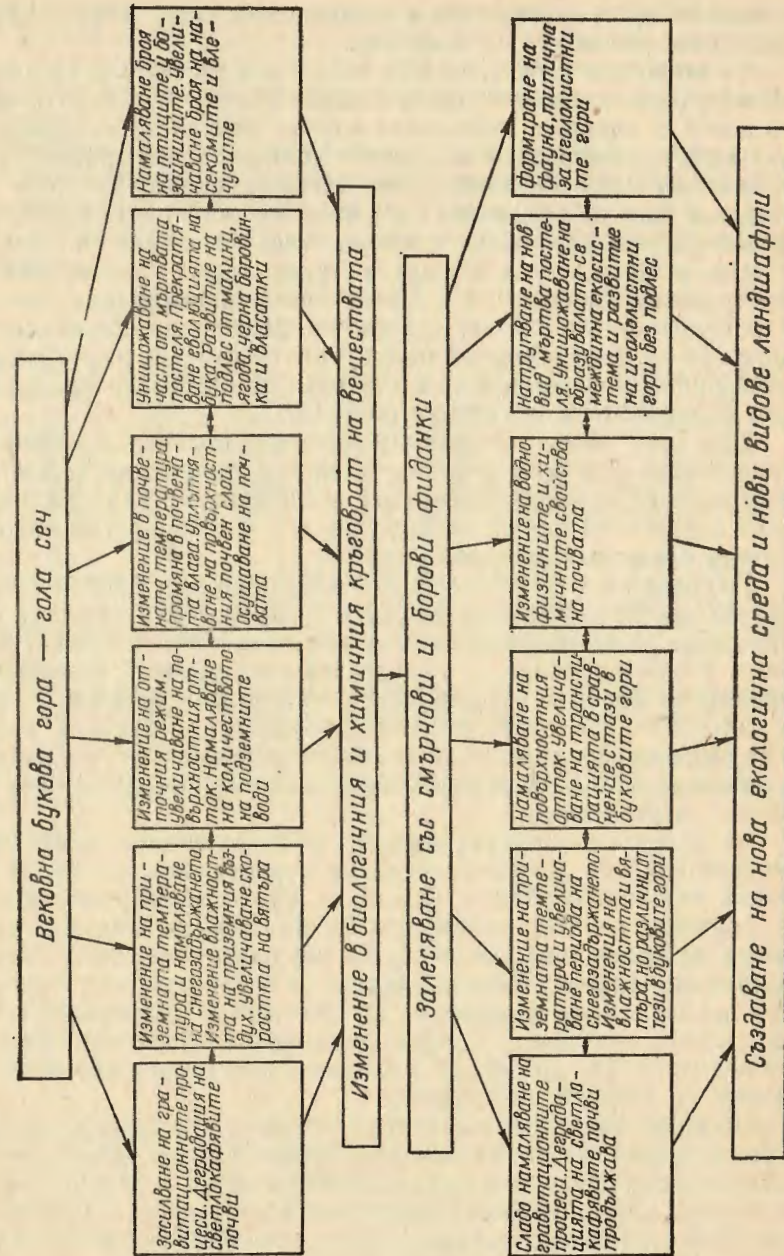 Вековна букова гора — гола сеч
Засилване на гра-
витационните про-
цеси. Деградация на
светлокафявите
почви
Изменение на при-
земната темпера-
тура и намаляване
на снегозадържането.
Изменение влажност-
та на приземния въз-
дух. Увеличаване ско-
ростта на вятъра
Изменение на от-
точния режим.
Увеличаване на по-
върхностния от-
ток. Намаляване
на количеството
на подземните
води
Изменение в почве-
ната температура.
Промяна в почвена-
та влага. Уплътня-
ване на повърхност-
ния почвен слой.
Осушаване на поч-
вата
Унищожаване на
част от мъртвата
постеля. Прекратя-
ване еволюцията на
бука. Развитие на
подлес от малини,
ягода, черна боровин-
ка и власатки
Намаляване броя
на птиците и бо-
зайниците. Увели-
чаване броя на на-
секомите и вле-
чугите
Изменение в биологичния и химичния кръговрат на веществата
Залесяване със смърчови и борови фиданки
Слабо намаляване на
гравитационните
процеси. Деграда-
цията на светло-
кафявите почви
продължава
Изменение на при-
земната темпе-
ратура и увелича-
ване периода на
снегозадържането.
Изменения на
влажността и вя-
търа, но различни от
тези в буковите гори
Намаляване на
повърхностния
отток. Увелича-
ване на транспи-
рацията в срав-
нение с тази в
буковите гори
Изменение на водно-
физичните и хи-
мичните свойства
на почвата
Натрупване на нов
вид мъртва посте-
ля. Унищожаване на
образувалата се
междинна екосис-
тема и развитие
на иглолистни
гори без подлес
Формиране на
фауна, типична
за иглолистни
те гори
Създаване на нова екологична среда и нови видове ландшафти